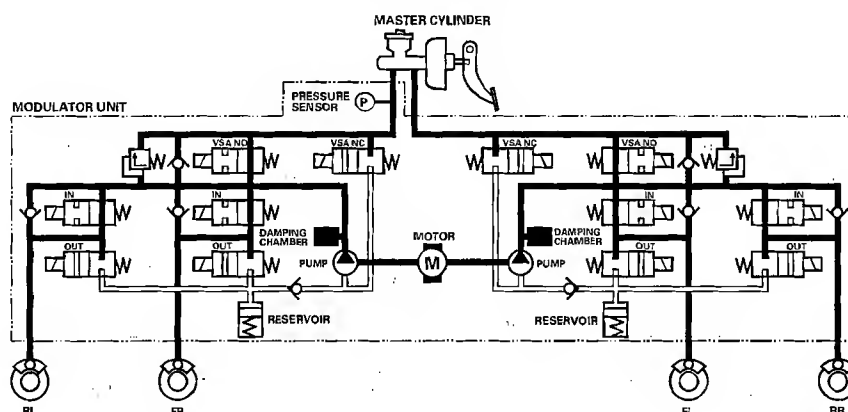 MASTER CYLINDER
PRESSURE
SENSOR
P
MODULATOR UNIT
VSA NO
VSA NC
VSA NC
VSA NO
IN
IN
IN
IN
DAMPING
CHAMBER
MOTOR
DAMPING
CHAMBER
OUT
OUT
PUMP
M
PUMP
OUT
OUT
RESERVOIR
RESERVOIR
RL
FR
FL
RR